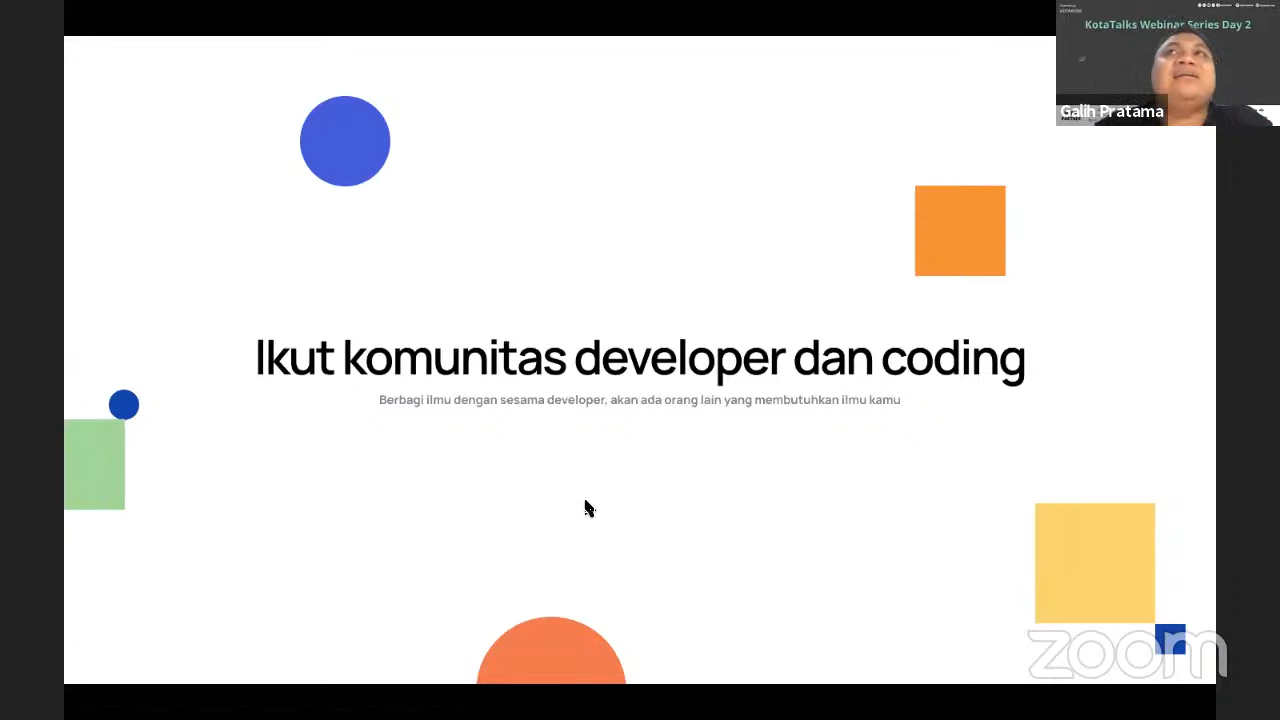 KotaTalks Webinar Series Day 2
Galih Pratama
Ikut komunitas developer dan coding
Berbagi ilmu dengan sesama developer, akan ada orang lain yang membutuhkan ilmu kamu
zoom